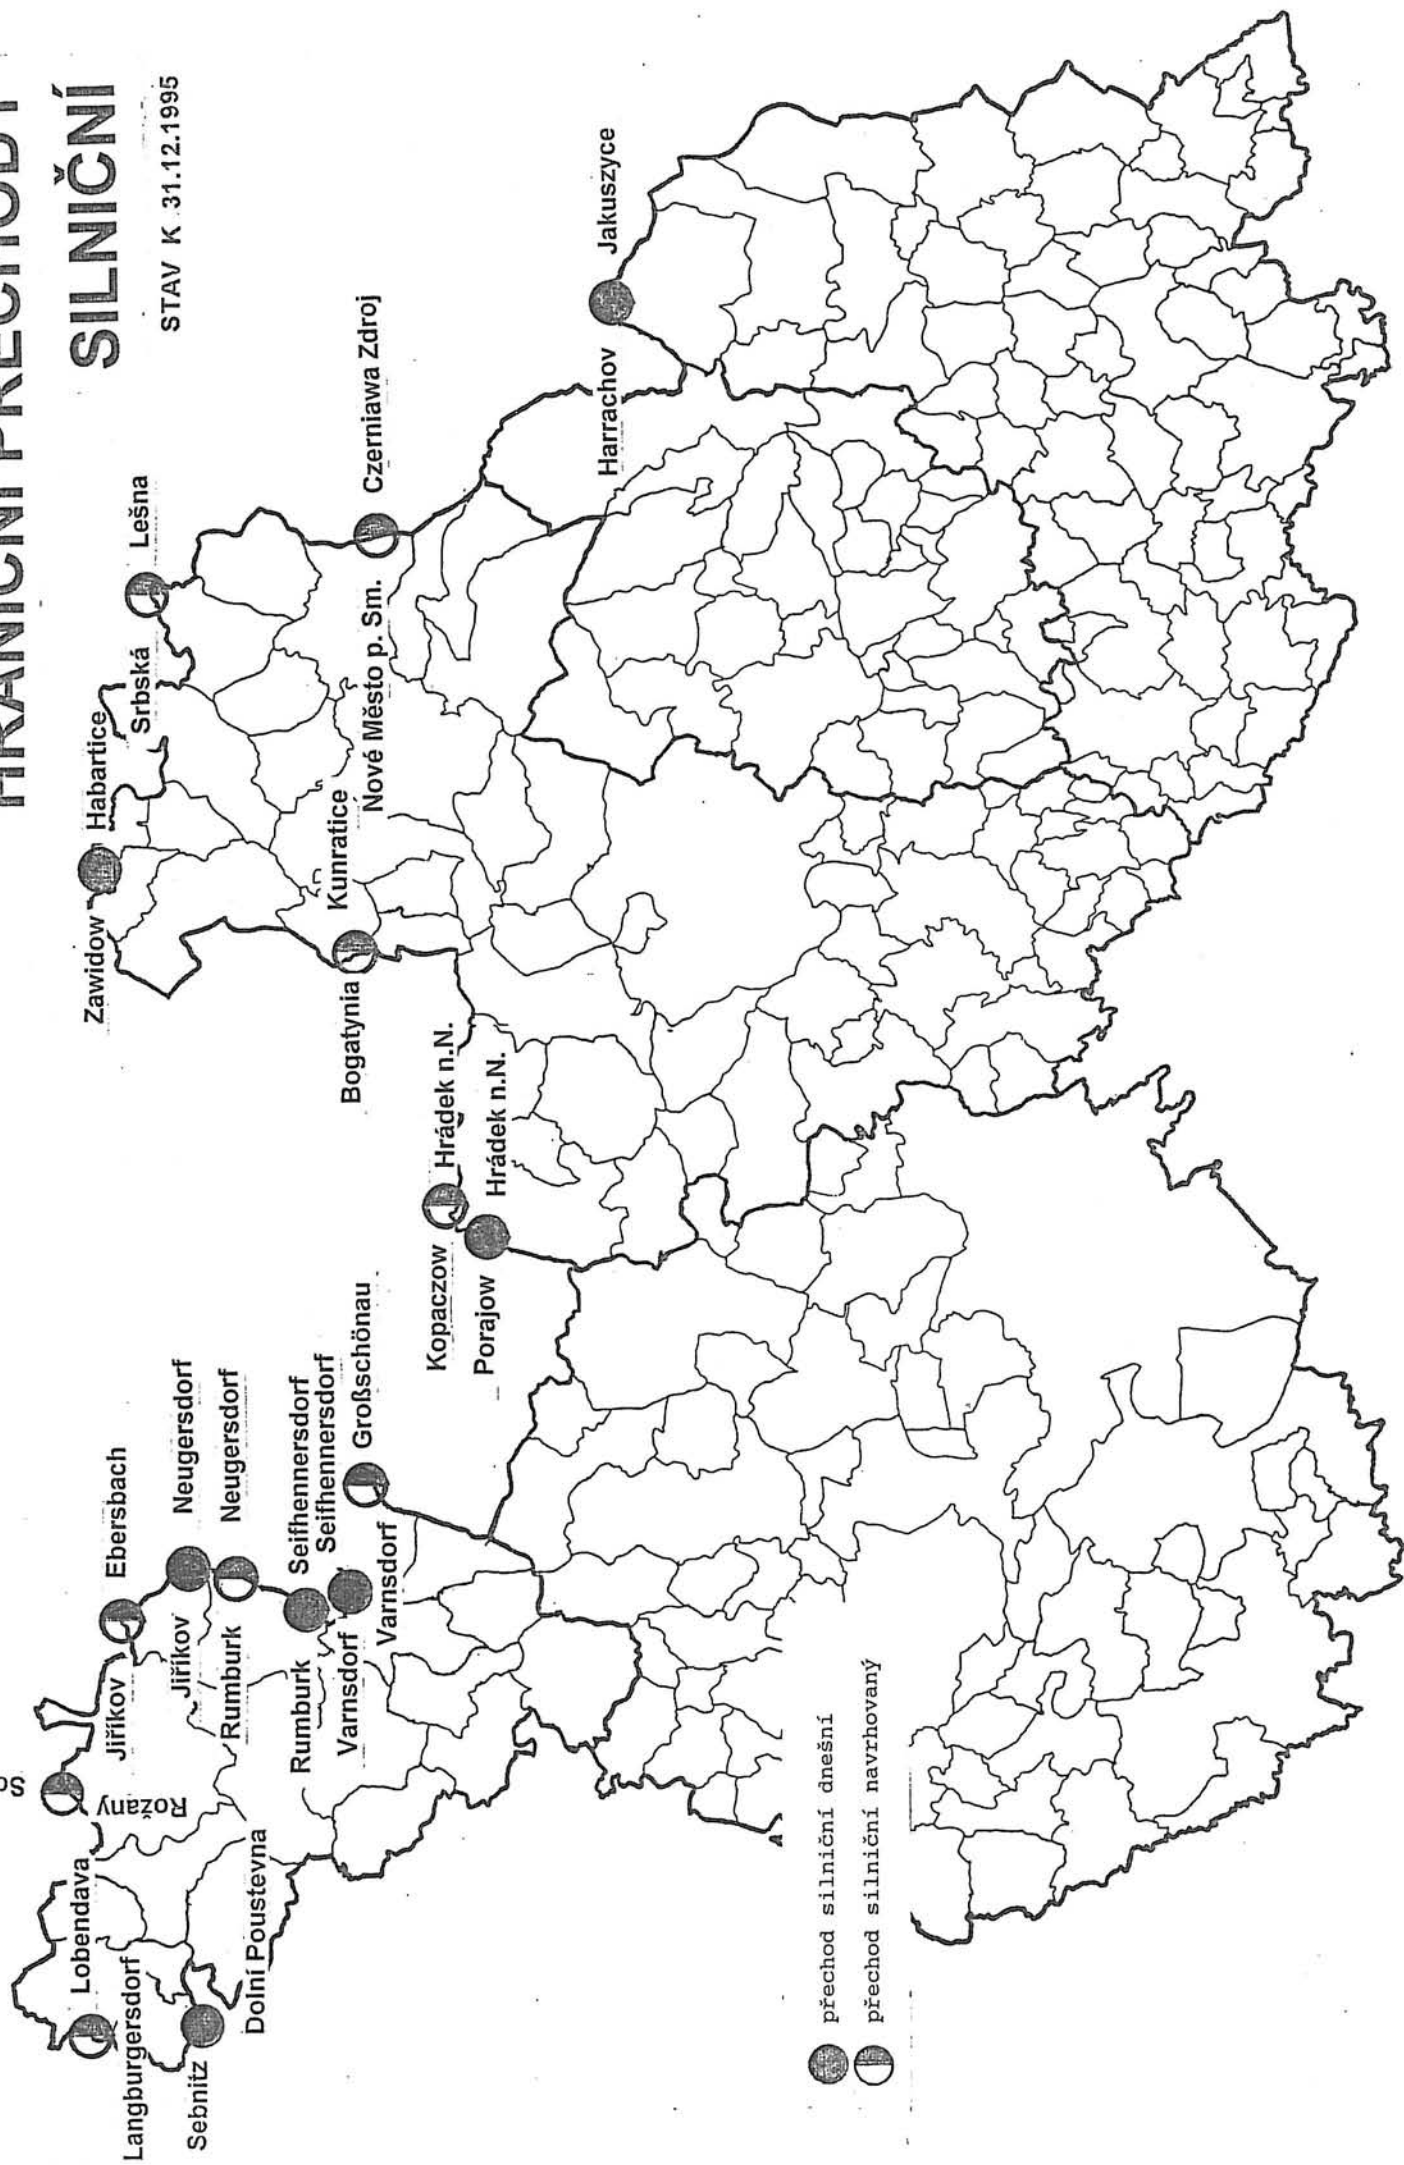 HRANIČNÍ PŘECHODY
SILNIČNÍ
STAV K 31.12.1995
Lobendava
Langburgersdorf
Sebnitz
Dolní Poustevna
Rožany
Jiříkov
Ebersbach
Jiříkov
Neugersdorf
Rumburk
Neugersdorf
Rumburk
Seifhennersdorf
Varnsdorf
Seifhennersdorf
Varnsdorf
Großschönau
Kopaczow
Hrádek n.N.
Porajow
Hrádek n.N.
Bogatynia
Kunratice
Zawidow
Habartice
Srbská
Lešna
Nové Město p. Sm.
Czerniawa Zdroj
Harrachov
Jakuszyce
přechod silniční dnešní
přechod silniční navrhovaný